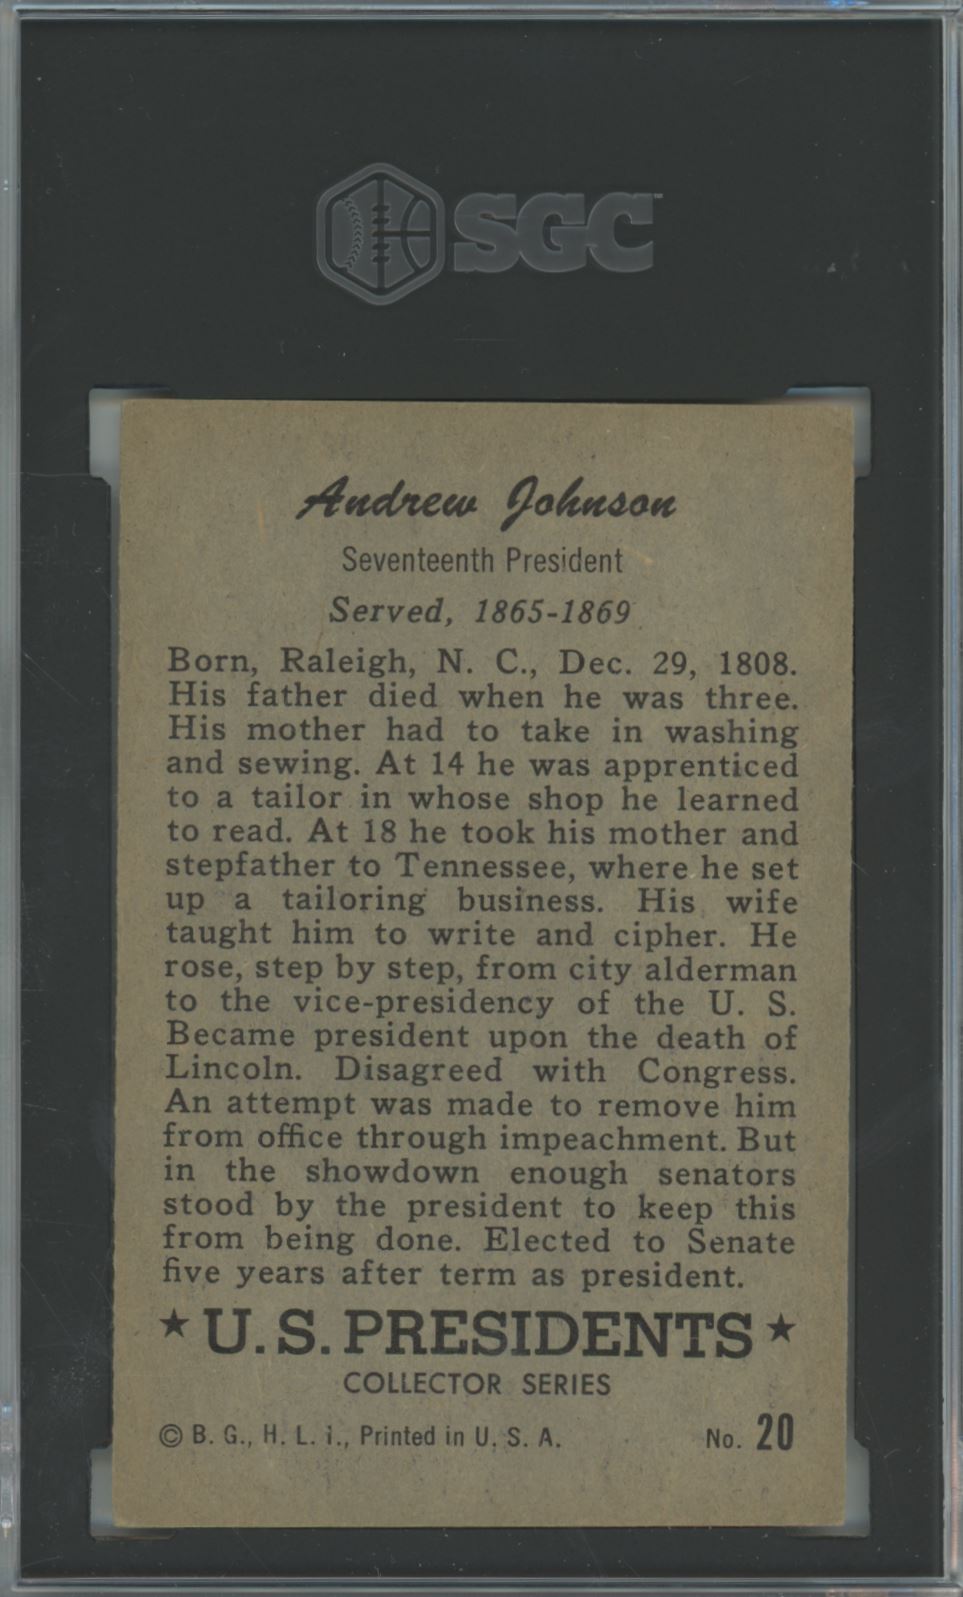 SGC™
Andrew Johnson
Seventeenth President
Served, 1865-1869
Born, Raleigh, N. C., Dec. 29, 1808.
His father died when he was three.
His mother had to take in washing
and sewing. At 14 he was apprenticed
to a tailor in whose shop he learned
to read. At 18 he took his mother and
stepfather to Tennessee, where he set
up a tailoring business. His wife
taught him to write and cipher. He
rose, step by step, from city alderman
to the vice-presidency of the U. S.
Became president upon the death of
Lincoln. Disagreed with Congress.
An attempt was made to remove him
from office through impeachment. But
in the showdown enough senators
stood by the president to keep this
from being done. Elected to Senate
five years after term as president.
★ U.S. PRESIDENTS ★
COLLECTOR SERIES
© B. G., H. L. i., Printed in U. S. A. No. 20